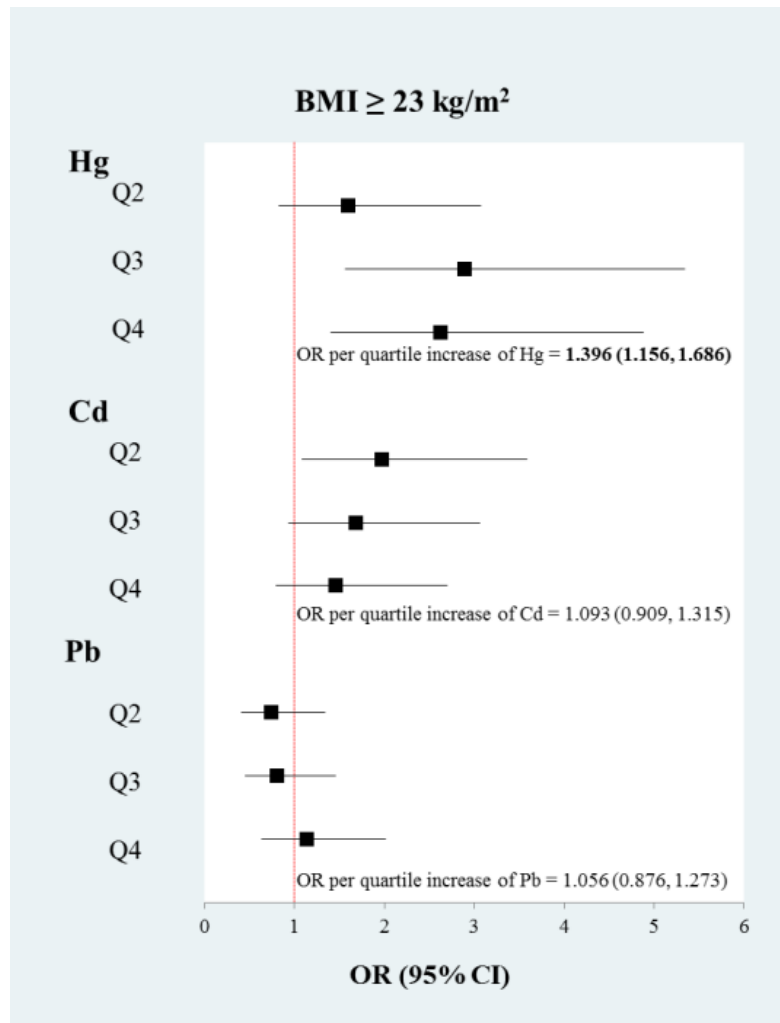 BMI ≥ 23 kg/m²
Hg
Q2
Q3
Q4
OR per quartile increase of Hg = 1.396 (1.156, 1.686)
Cd
Q2
Q3
Q4
OR per quartile increase of Cd = 1.093 (0.909, 1.315)
Pb
Q2
Q3
Q4
OR per quartile increase of Pb = 1.056 (0.876, 1.273)
0 1 2 3 4 5 6
OR (95% CI)